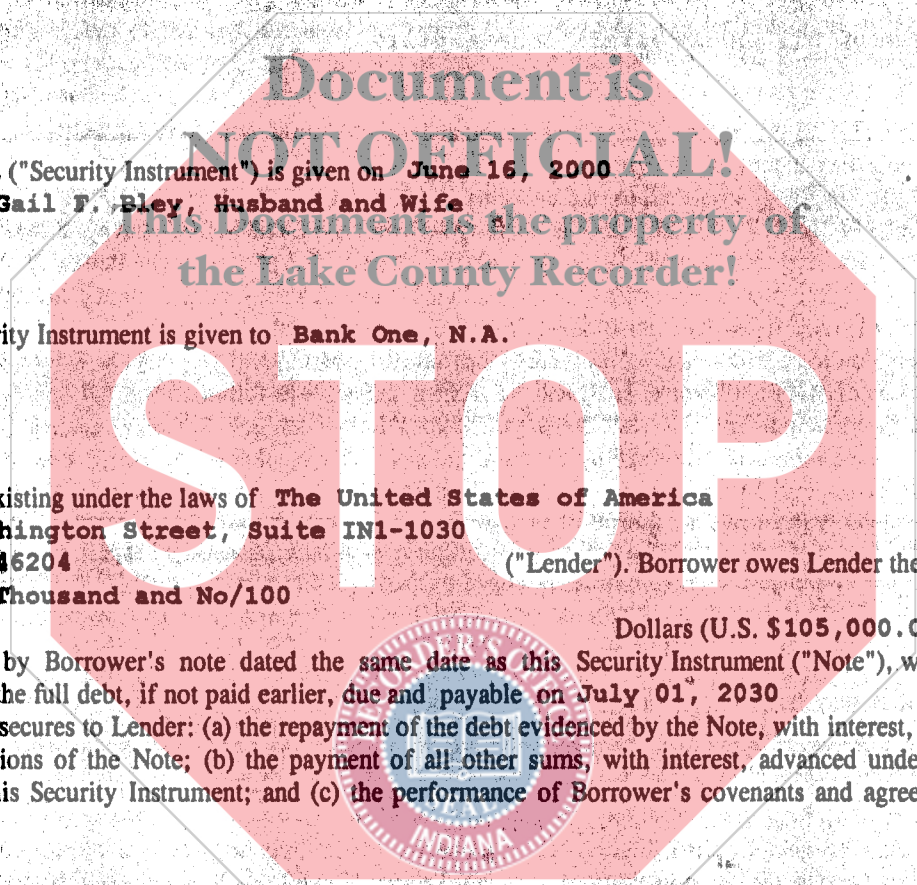 Document is
NOT OFFICIAL!
("Security Instrument") is given on June 16, 2000
Gail F. Bley, Husband and Wife
This Document is the property of
the Lake County Recorder!
rity Instrument is given to Bank One, N.A.
STOP
xisting under the laws of The United States of America
hington Street, Suite IN1-1030
46204 ("Lender"). Borrower owes Lender the
Thousand and No/100
Dollars (U.S. $105,000.0
by Borrower's note dated the same date as this Security Instrument ("Note"), w
he full debt, if not paid earlier, due and payable on July 01, 2030
secures to Lender: (a) the repayment of the debt evidenced by the Note, with interest,
ions of the Note; (b) the payment of all other sums, with interest, advanced unde
is Security Instrument; and (c) the performance of Borrower's covenants and agree
SEAL
INDIANA